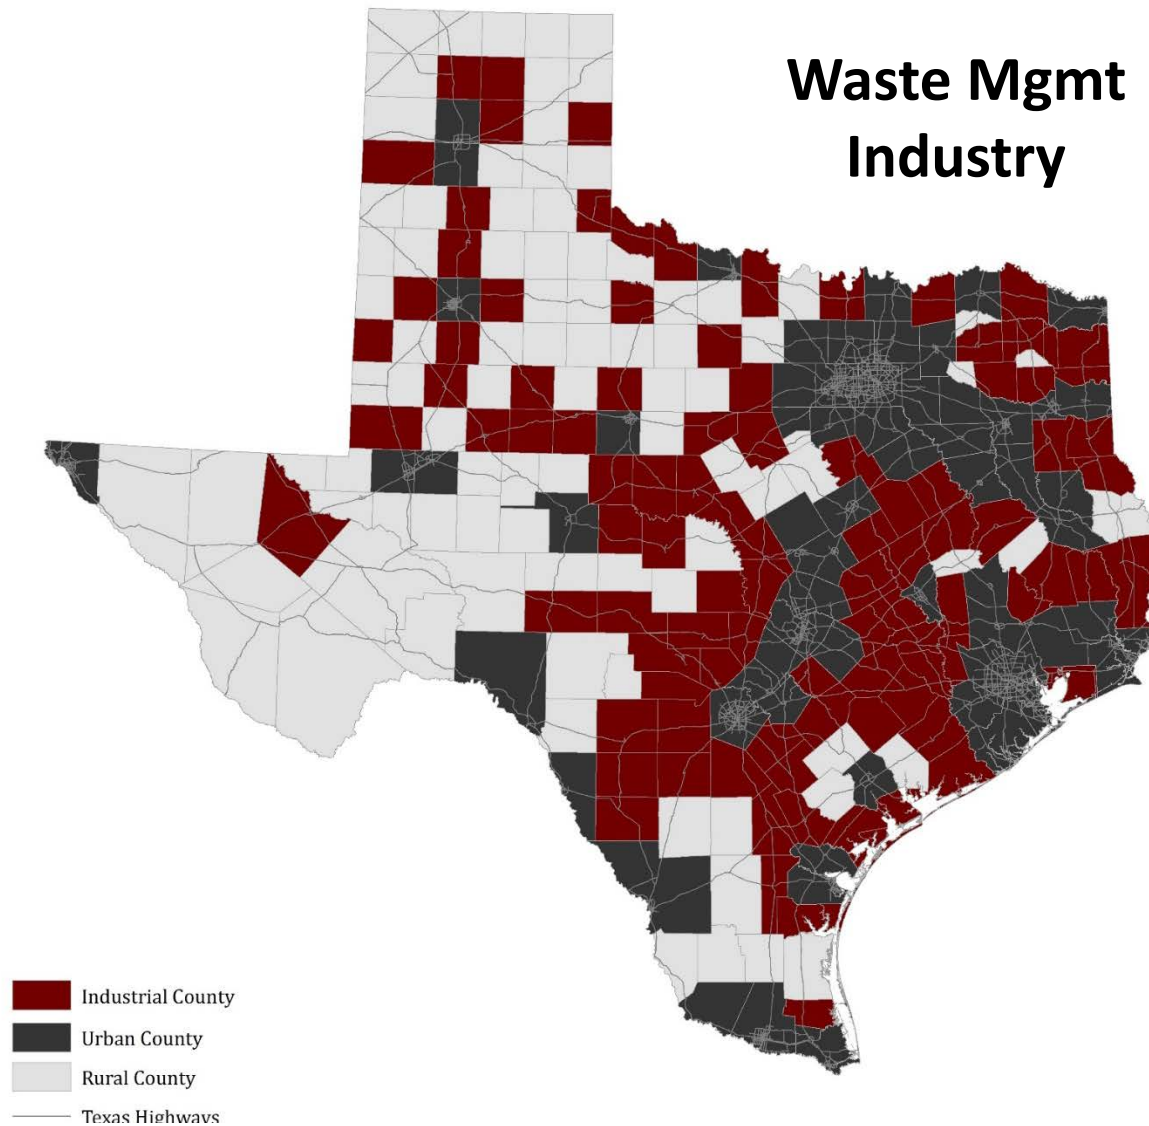 Waste Mgmt
Industry
Industrial County
Urban County
Rural County
Texas Highways